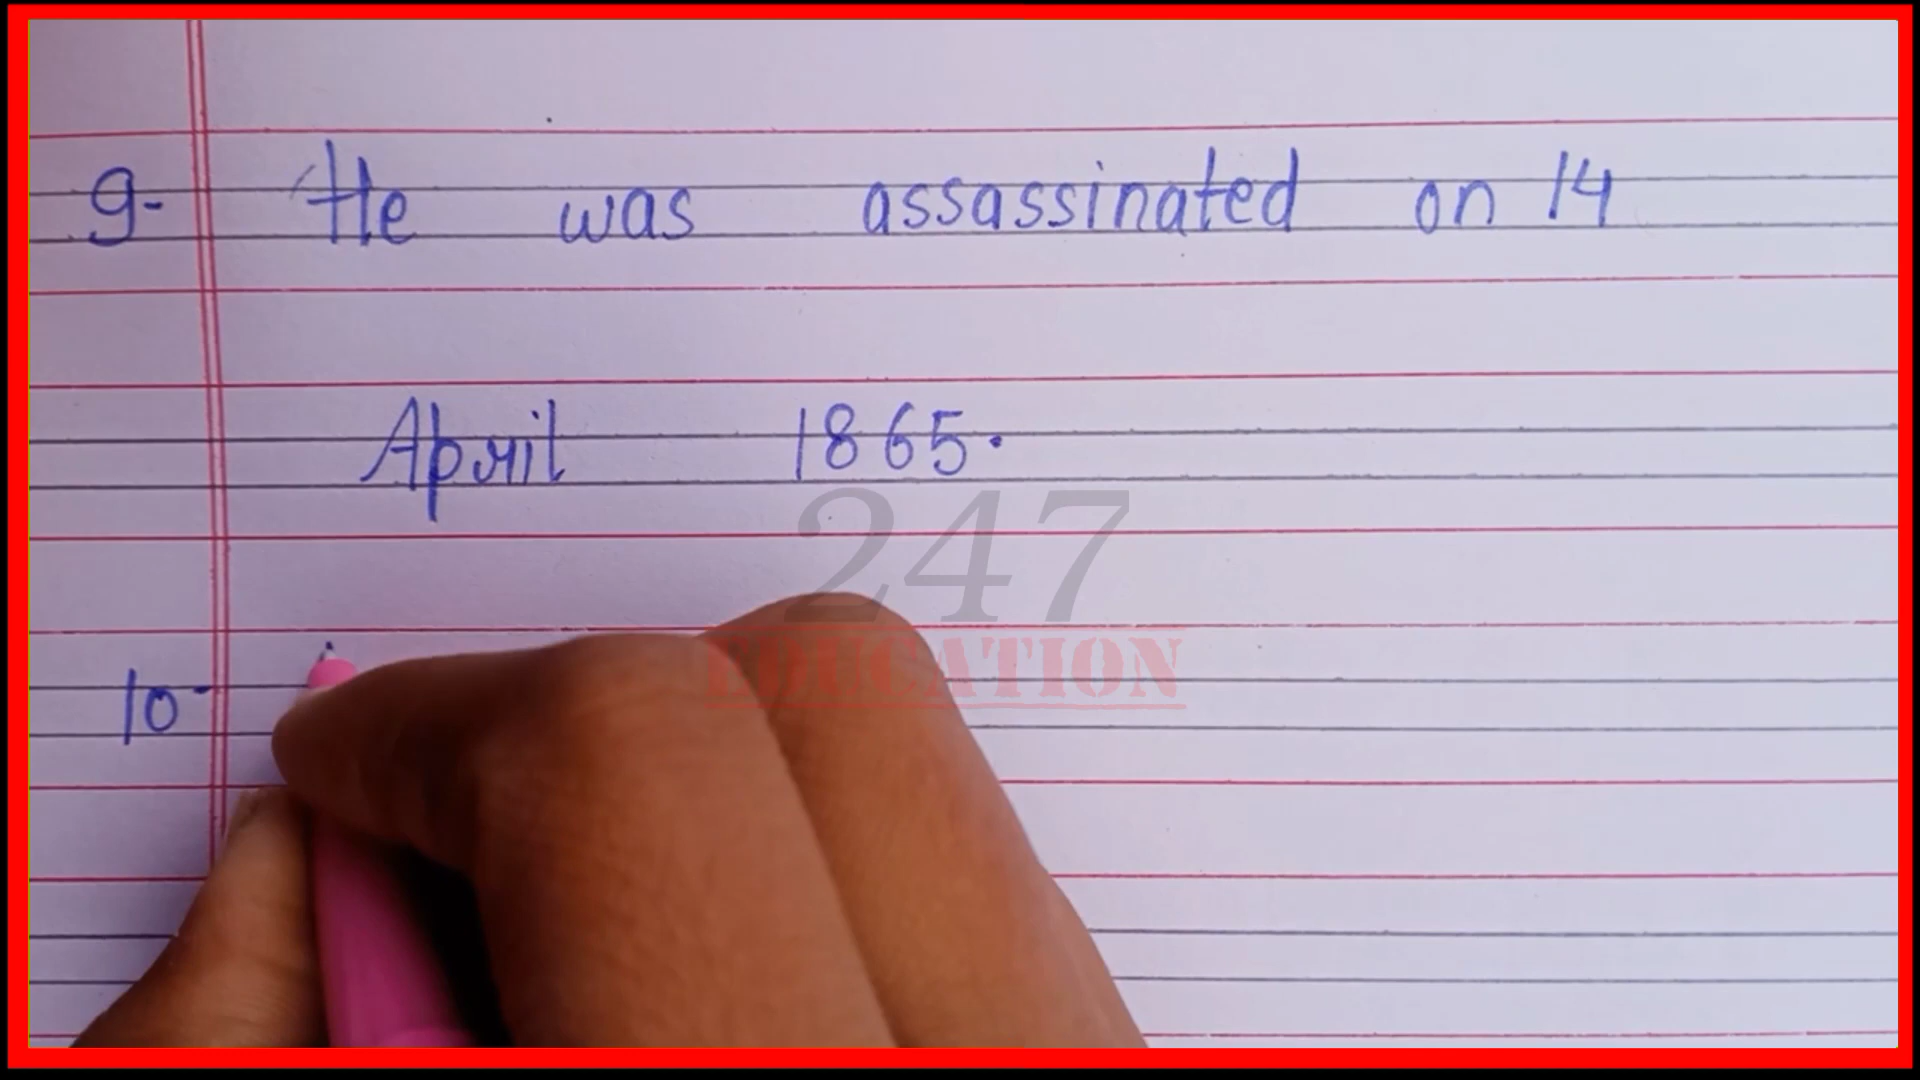 9- He was assassinated on 14
April 1865.
247
EDUCATION
10-